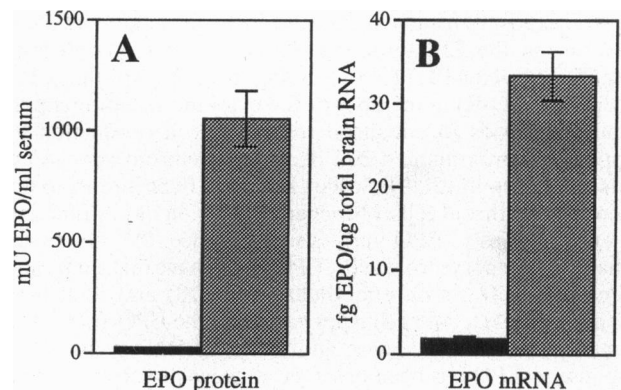 A
1500
1000
500
0
mU EPO/ml serum
EPO protein
B
40
30
20
10
0
fg EPO/ug total brain RNA
EPO mRNA